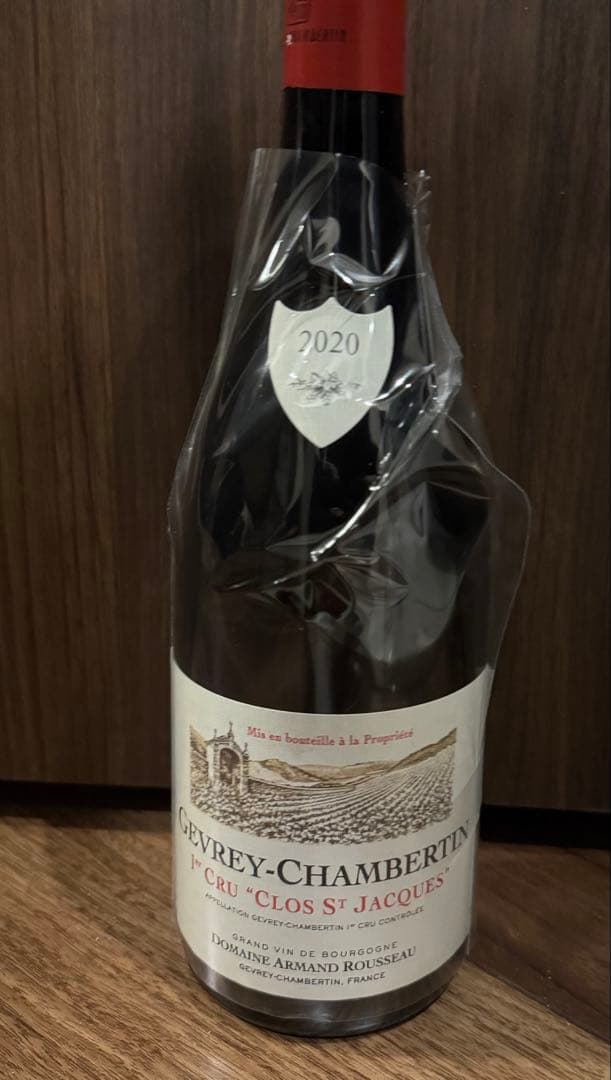 2020
Mis en bouteille à la Propriété
GEVREY-CHAMBERTIN
1er CRU "CLOS ST JACQUES"
APPELLATION GEVREY-CHAMBERTIN 1er CRU CONTRÔLÉE
GRAND VIN DE BOURGOGNE
DOMAINE ARMAND ROUSSEAU
GEVREY-CHAMBERTIN, FRANCE